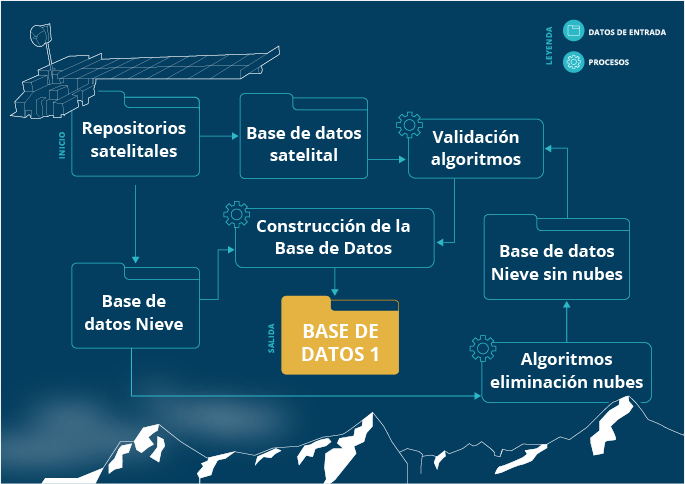 LEYENDA
DATOS DE ENTRADA
PROCESOS
INICIO
Repositorios
satelitales
Base de datos
satelital
Validación
algoritmos
Construcción de la
Base de Datos
Base de datos
Nieve sin nubes
Base de
datos Nieve
SALIDA
BASE DE
DATOS 1
Algoritmos
eliminación nubes